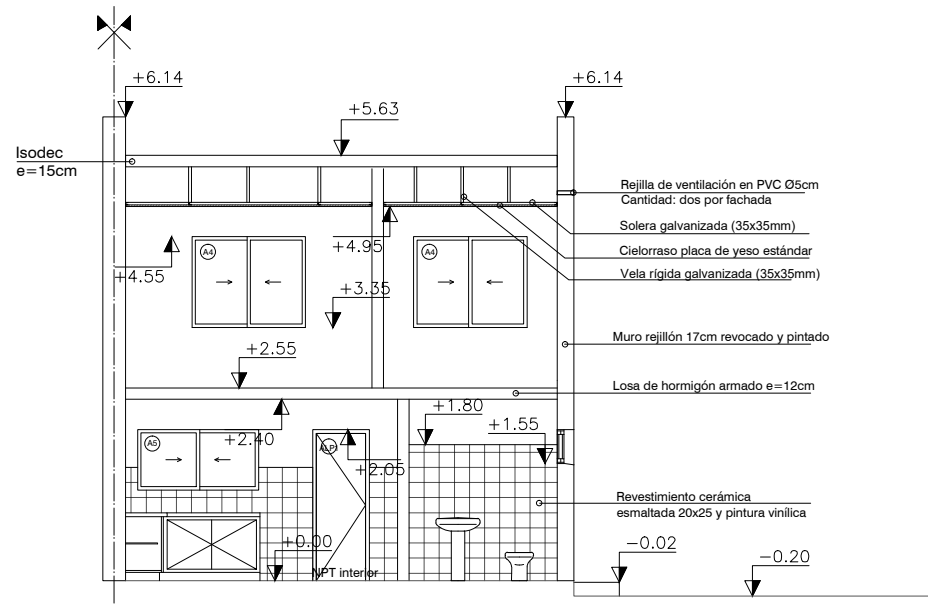 +6.14
+6.14
+5.63
Isodec
e=15cm
Rejilla de ventilación en PVC Ø5cm
Cantidad: dos por fachada
Solera galvanizada (35x35mm)
+4.95
A4
A4
Cielorraso placa de yeso estándar
+4.55
Vela rígida galvanizada (35x35mm)
+3.35
Muro rejillón 17cm revocado y pintado
+2.55
Losa de hormigón armado e=12cm
+1.80
+1.55
+2.40
A5
ALP1
+2.05
Revestimiento cerámica
esmaltada 20x25 y pintura vinílica
+0.00
-0.02
-0.20
NPT interior